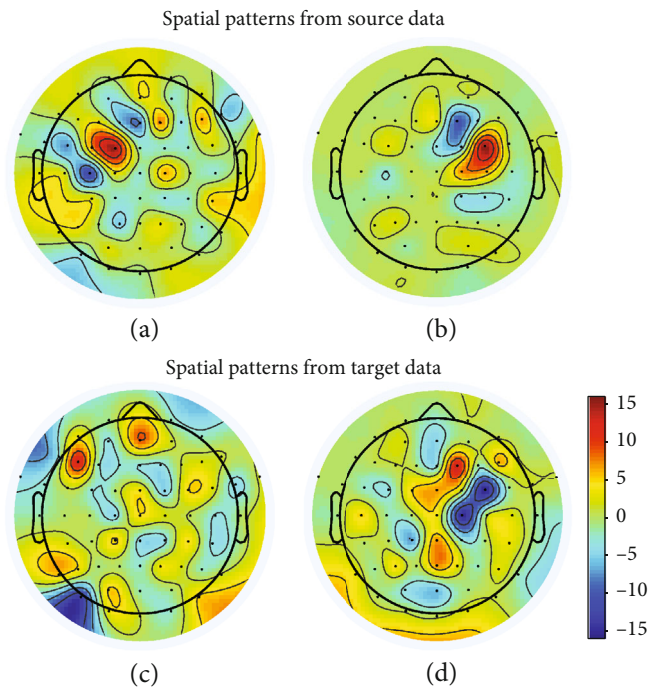 Spatial patterns from source data
(a) (b)
Spatial patterns from target data
15
10
5
0
−5
−10
−15
(c) (d)